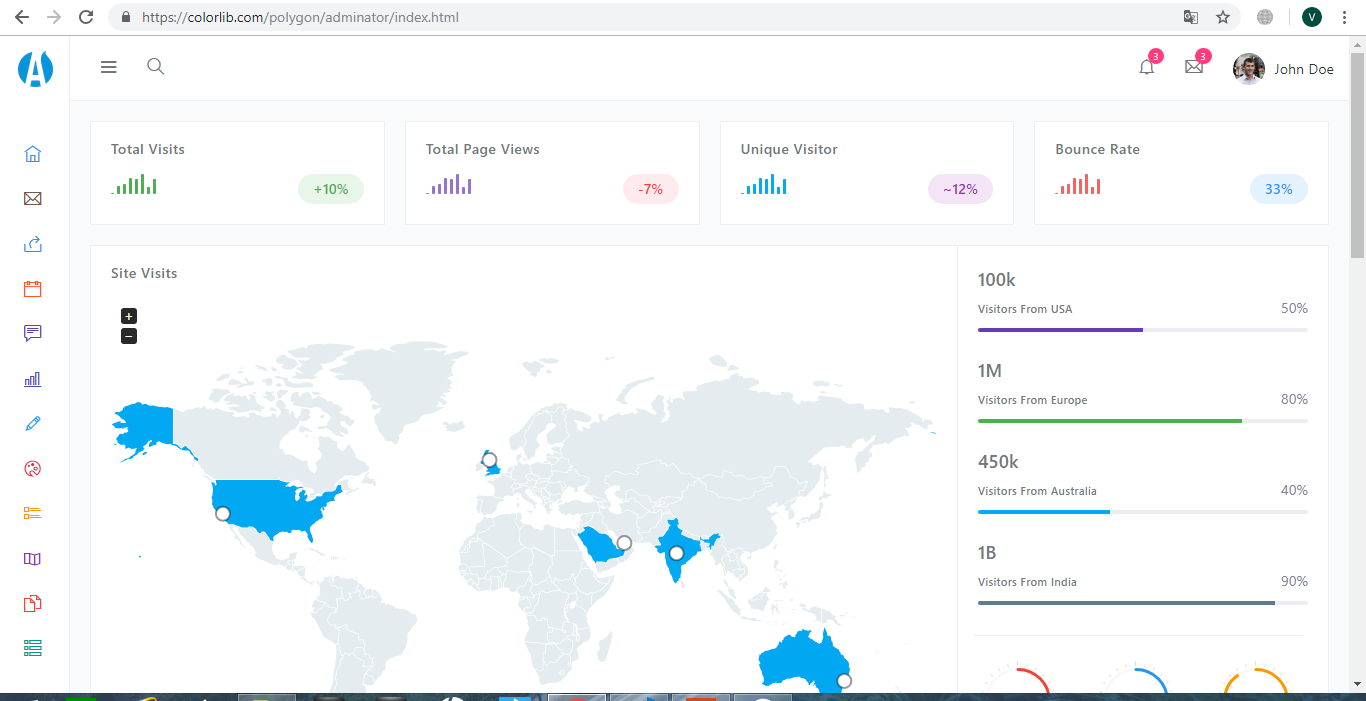 https://colorlib.com/polygon/adminator/index.html
V
3
3
John Doe
Total Visits
+10%
Total Page Views
-7%
Unique Visitor
~12%
Bounce Rate
33%
Site Visits
+
−
100k
Visitors From USA
50%
1M
Visitors From Europe
80%
450k
Visitors From Australia
40%
1B
Visitors From India
90%